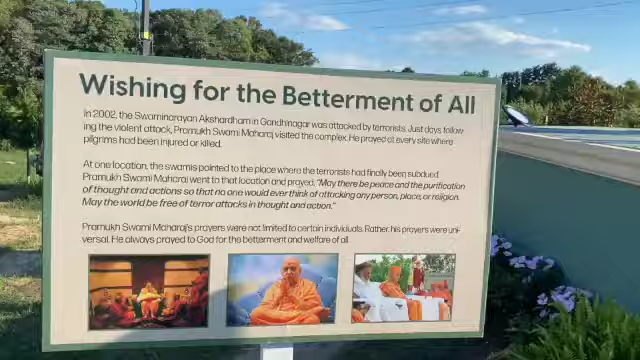 Wishing for the Betterment of All
In 2002, the Swaminarayan Akshardham in Gandhinagar was attacked by terrorists. Just days follow-
ing the violent attack, Pramukh Swami Maharaj visited the complex. He prayed at every site where
pilgrims had been injured or killed.
At one location, the swamis pointed to the place where the terrorists had finally been subdued.
Pramukh Swami Maharaj went to that location and prayed, "May there be peace and the purification
of thought and actions so that no one would ever think of attacking any person, place, or religion.
May the world be free of terror attacks in thought and action."
Pramukh Swami Maharaj's prayers were not limited to certain individuals. Rather, his prayers were uni-
versal. He always prayed to God for the betterment and welfare of all.